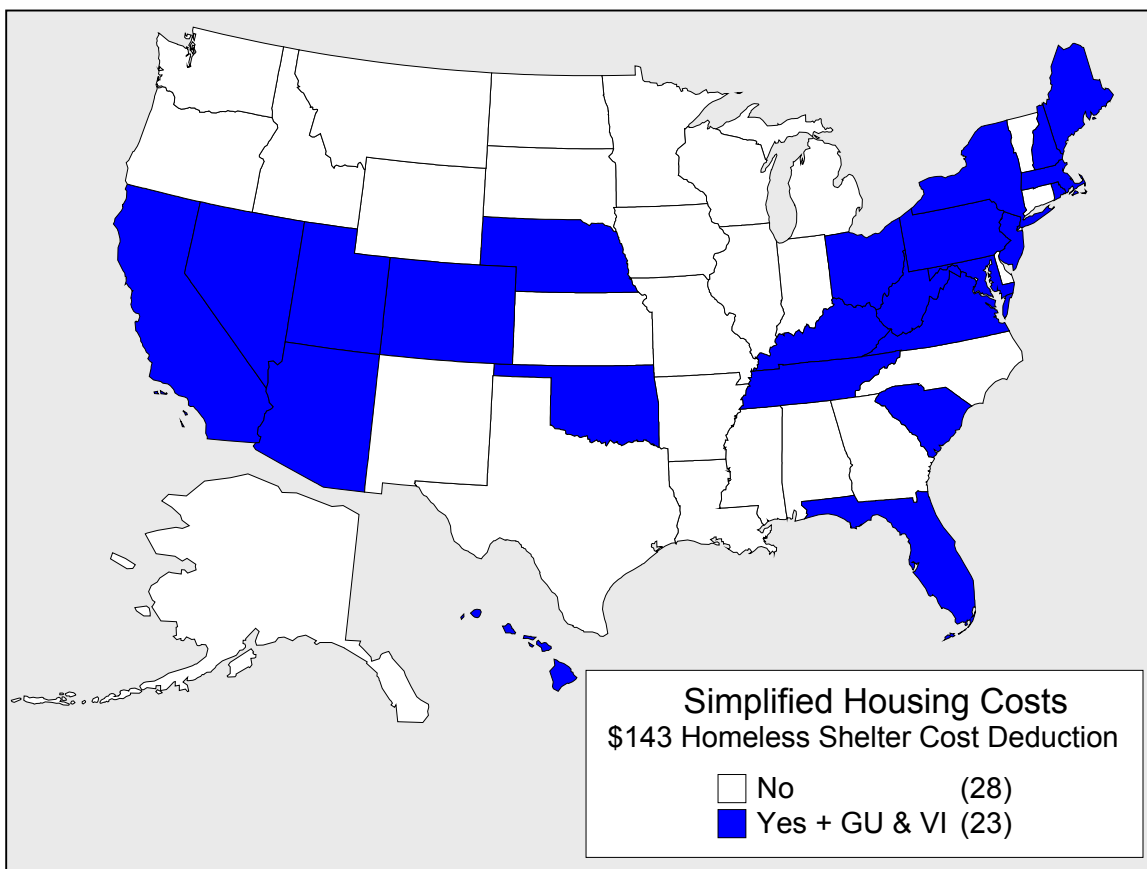 Simplified Housing Costs
$143 Homeless Shelter Cost Deduction
No (28)
Yes + GU & VI (23)